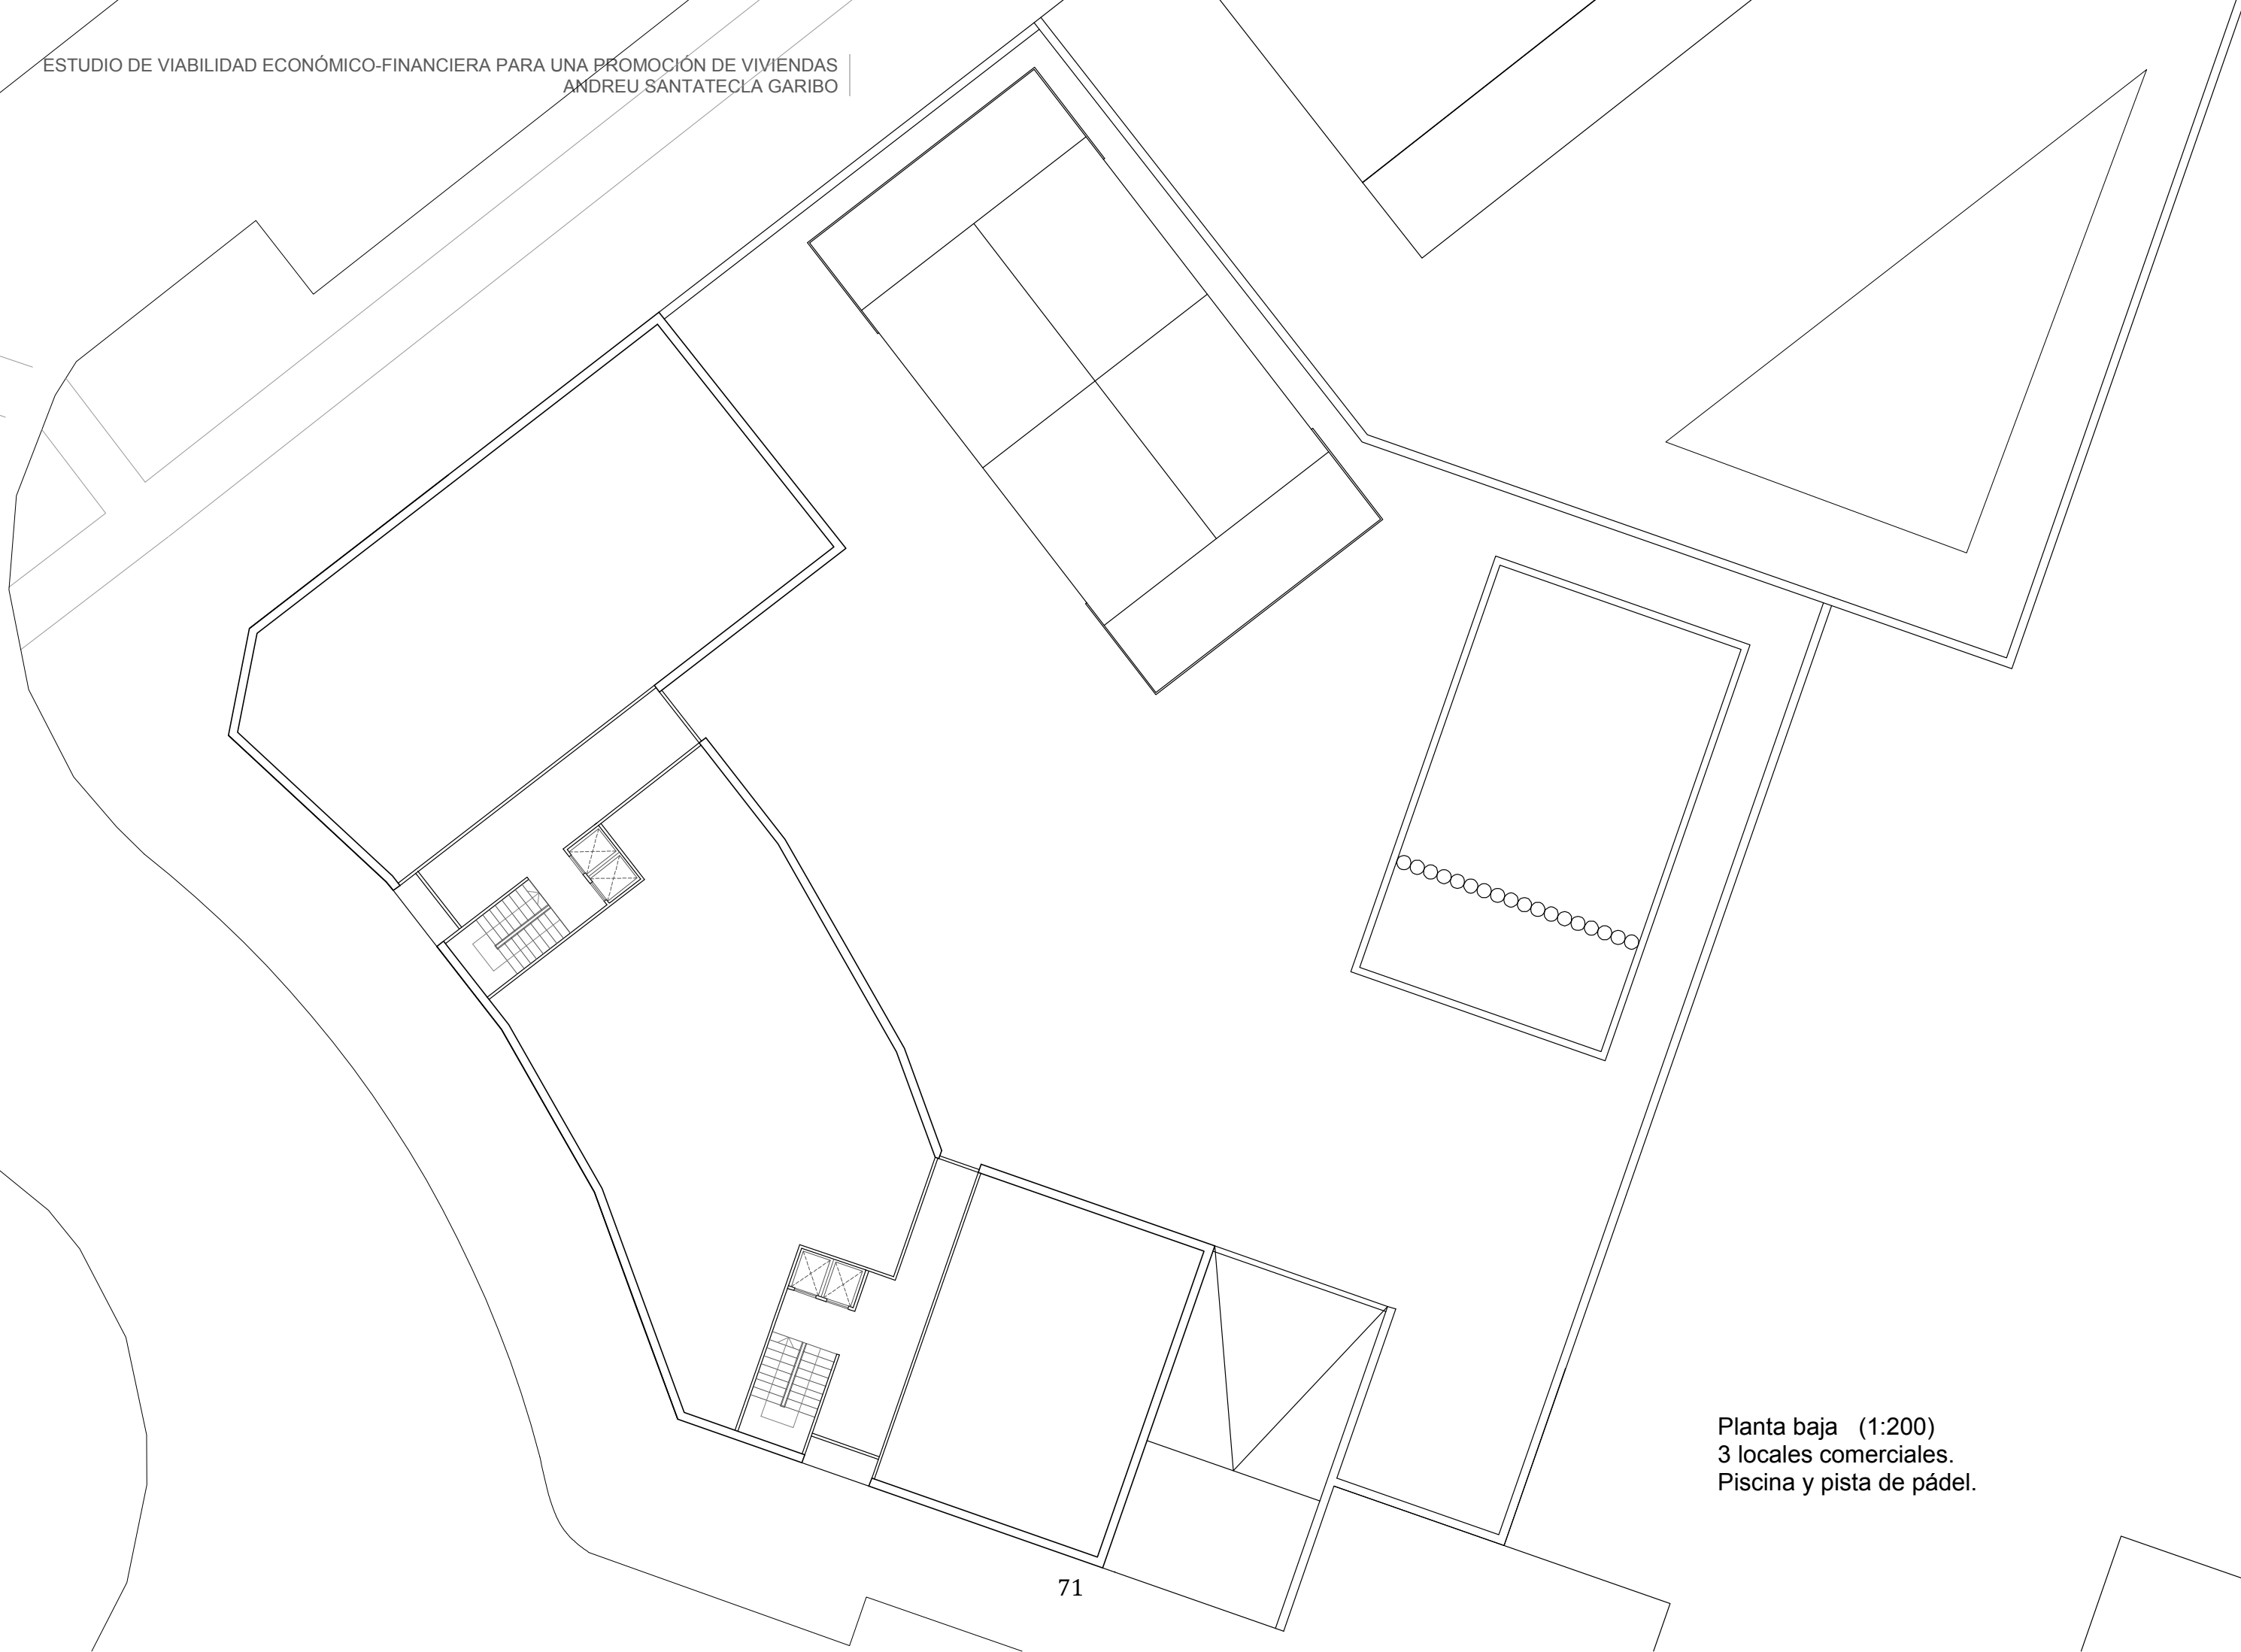 ESTUDIO DE VIABILIDAD ECONÓMICO-FINANCIERA PARA UNA PROMOCIÓN DE VIVIENDAS
ANDREU SANTATECLA GARIBO
Planta baja (1:200)
3 locales comerciales.
Piscina y pista de pádel.
71